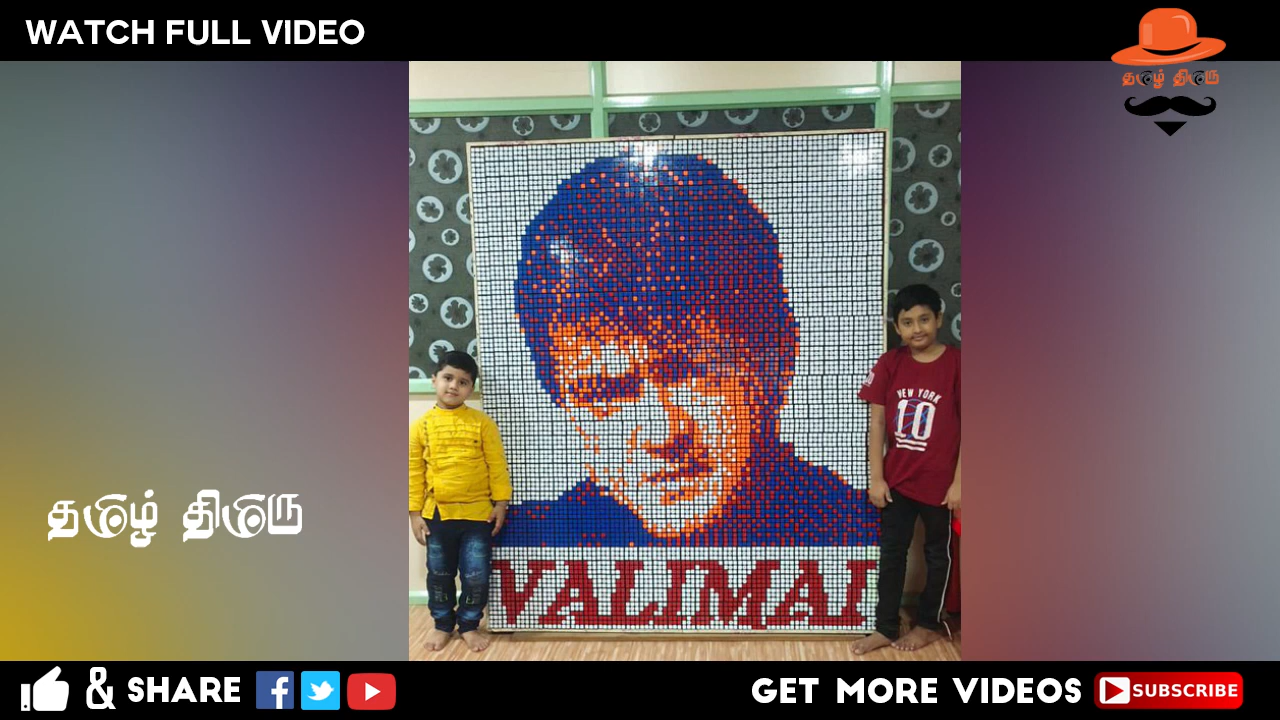 WATCH FULL VIDEO
தமிழ் திரு
NEW YORK
10
தமிழ் திரு
VALIMAI
& SHARE
GET MORE VIDEOS
SUBSCRIBE